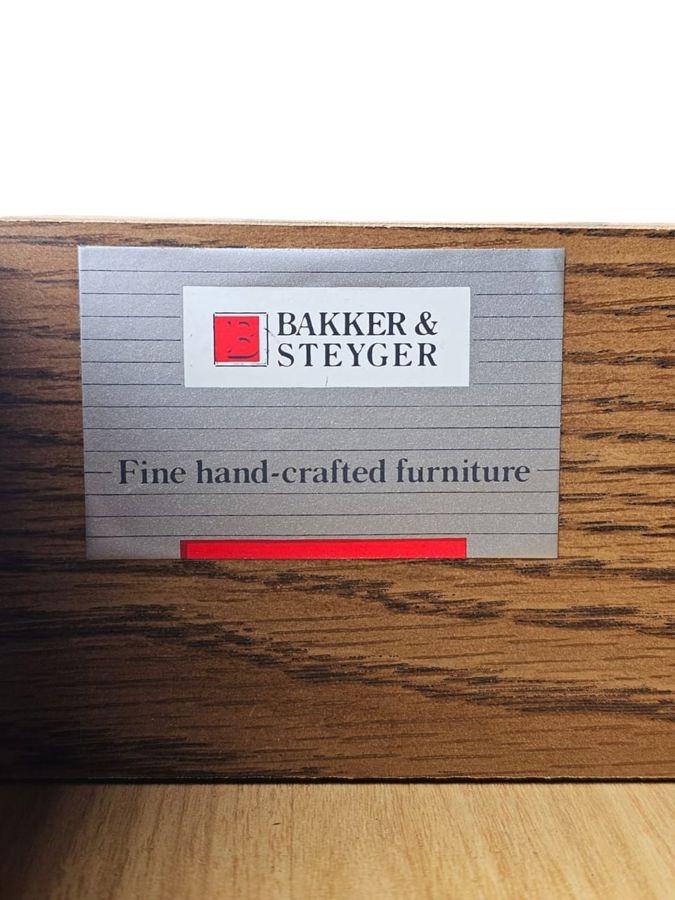 B
BAKKER &
STEYGER
Fine hand-crafted furniture